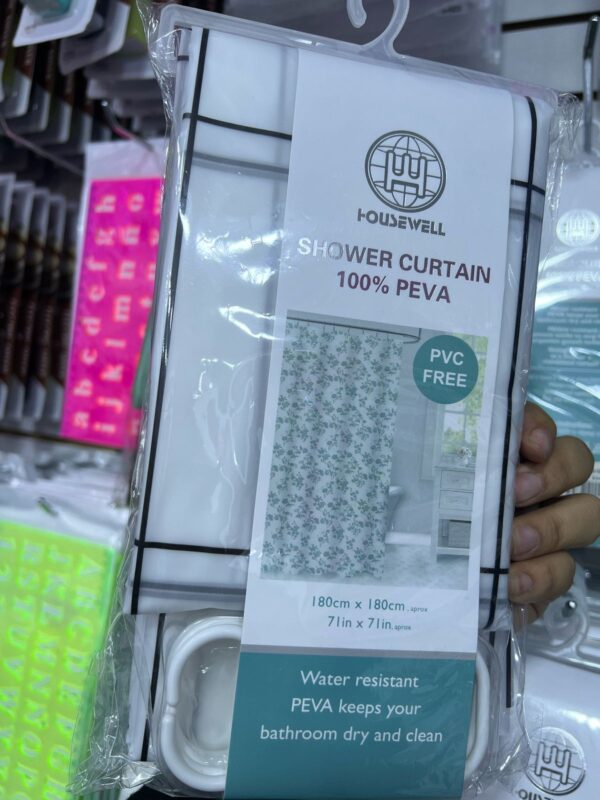 HOUSEWELL
SHOWER CURTAIN
100% PEVA
PVC
FREE
180cm x 180cm. aprox
71in x 71in. aprox
Water resistant
PEVA keeps your
bathroom dry and clean
a b c d e f g h
i j k l m n o
HOUSEWELL